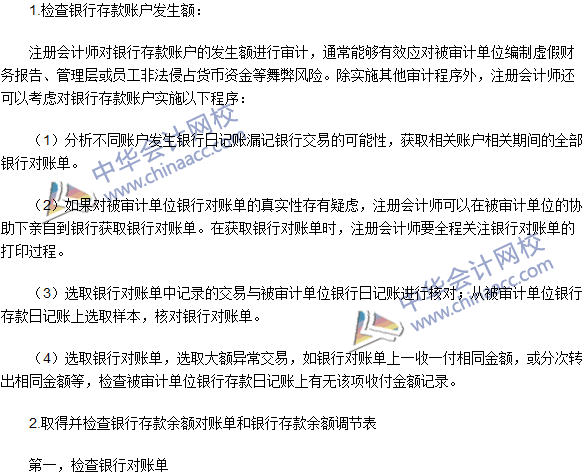 1.检查银行存款账户发生额：
注册会计师对银行存款账户的发生额进行审计，通常能够有效应对被审计单位编制虚假财
务报告、管理层或员工非法侵占货币资金等舞弊风险。除实施其他审计程序外，注册会计师还
可以考虑对银行存款账户实施以下程序：
（1）分析不同账户发生银行日记账漏记银行交易的可能性，获取相关账户相关期间的全部
银行对账单。
中华会计网校
www.chinaacc.com
（2）如果对被审计单位银行对账单的真实性存有疑虑，注册会计师可以在被审计单位的协
助下亲自到银行获取银行对账单。在获取银行对账单时，注册会计师要全程关注银行对账单的
打印过程。
（3）选取银行对账单中记录的交易与被审计单位银行日记账进行核对；从被审计单位银行
存款日记账上选取样本，核对银行对账单。
中华会计网校
www.chinaacc.com
（4）选取银行对账单，选取大额异常交易，如银行对账单上一收一付相同金额，或分次转
出相同金额等，检查被审计单位银行存款日记账上有无该项收付金额记录。
2.取得并检查银行存款余额对账单和银行存款余额调节表
第一，检查银行对账单